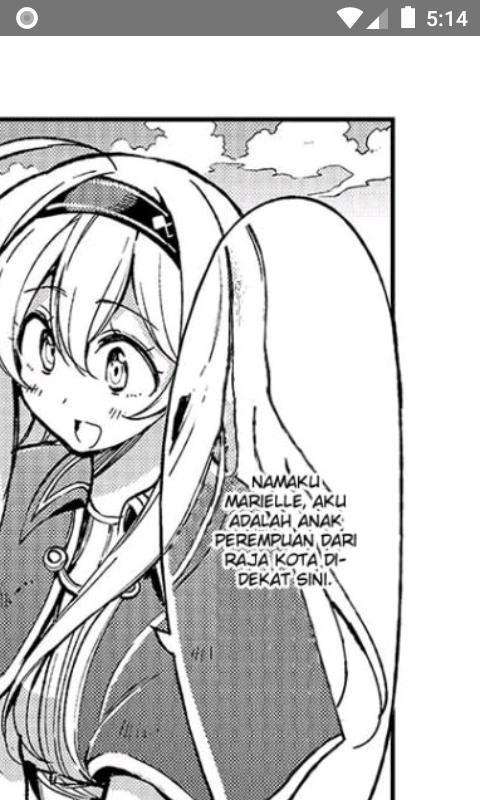 5:14
NAMAKU
MARIELLE, AKU
ADALAH ANAK
PEREMPUAN DARI
RAJA KOTA DI-
DEKAT SINI.